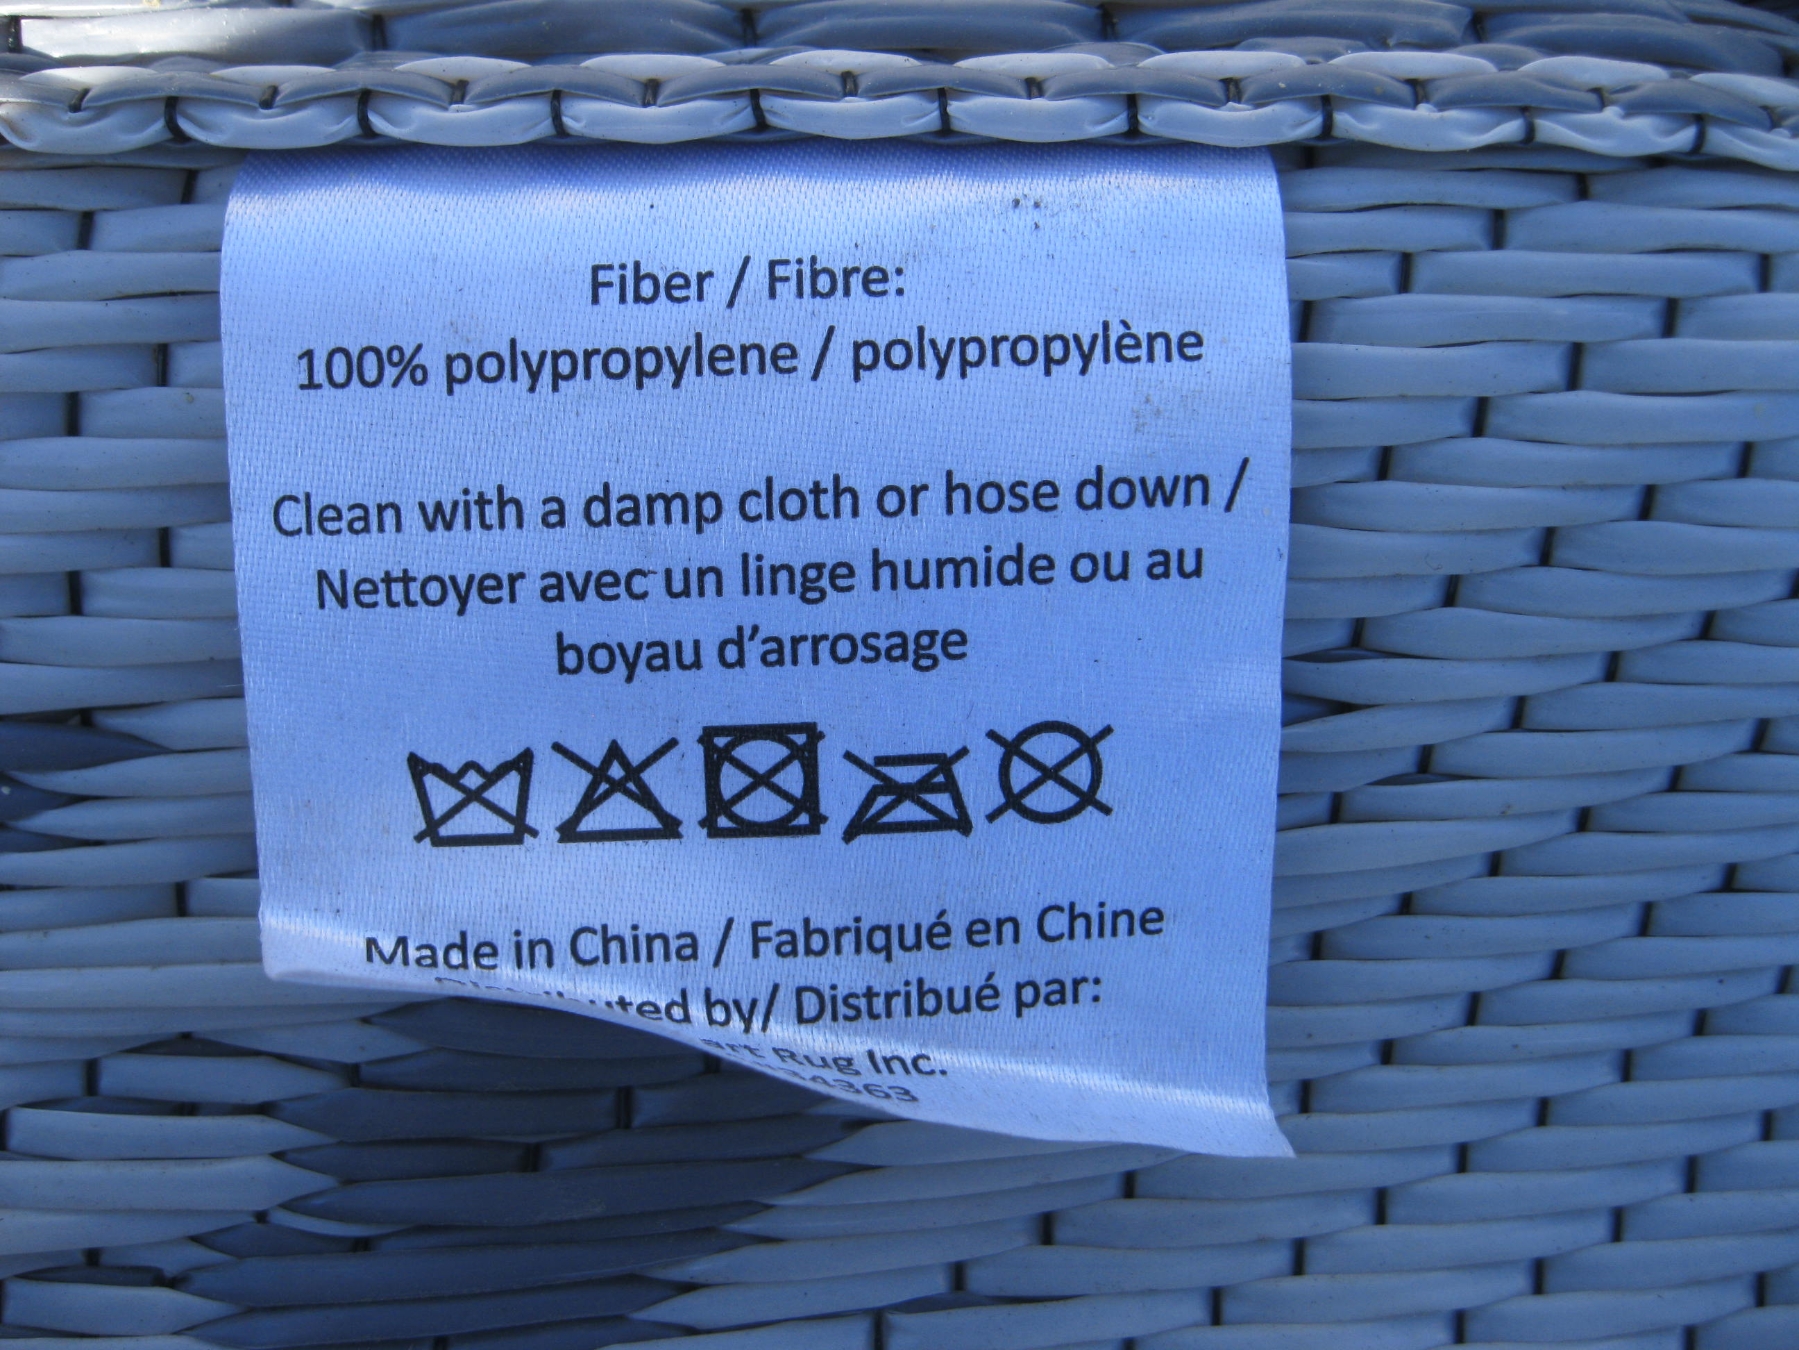 Fiber / Fibre:
100% polypropylene / polypropylène
Clean with a damp cloth or hose down /
Nettoyer avec un linge humide ou au
boyau d'arrosage
Made in China / Fabriqué en Chine
Distributed by/ Distribué par:
Rug Inc.